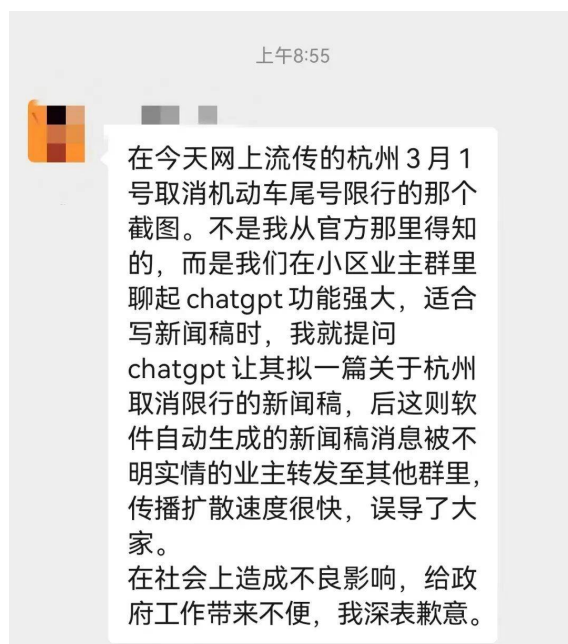 上午8:55
在今天网上流传的杭州3月1
号取消机动车尾号限行的那个
截图。不是我从官方那里得知
的，而是我们在小区业主群里
聊起chatgpt功能强大，适合
写新闻稿时，我就提问
chatgpt让其拟一篇关于杭州
取消限行的新闻稿，后这则软
件自动生成的新闻稿消息被不
明实情的业主转发至其他群里，
传播扩散速度很快，误导了大
家。
在社会上造成不良影响，给政
府工作带来不便，我深表歉意。